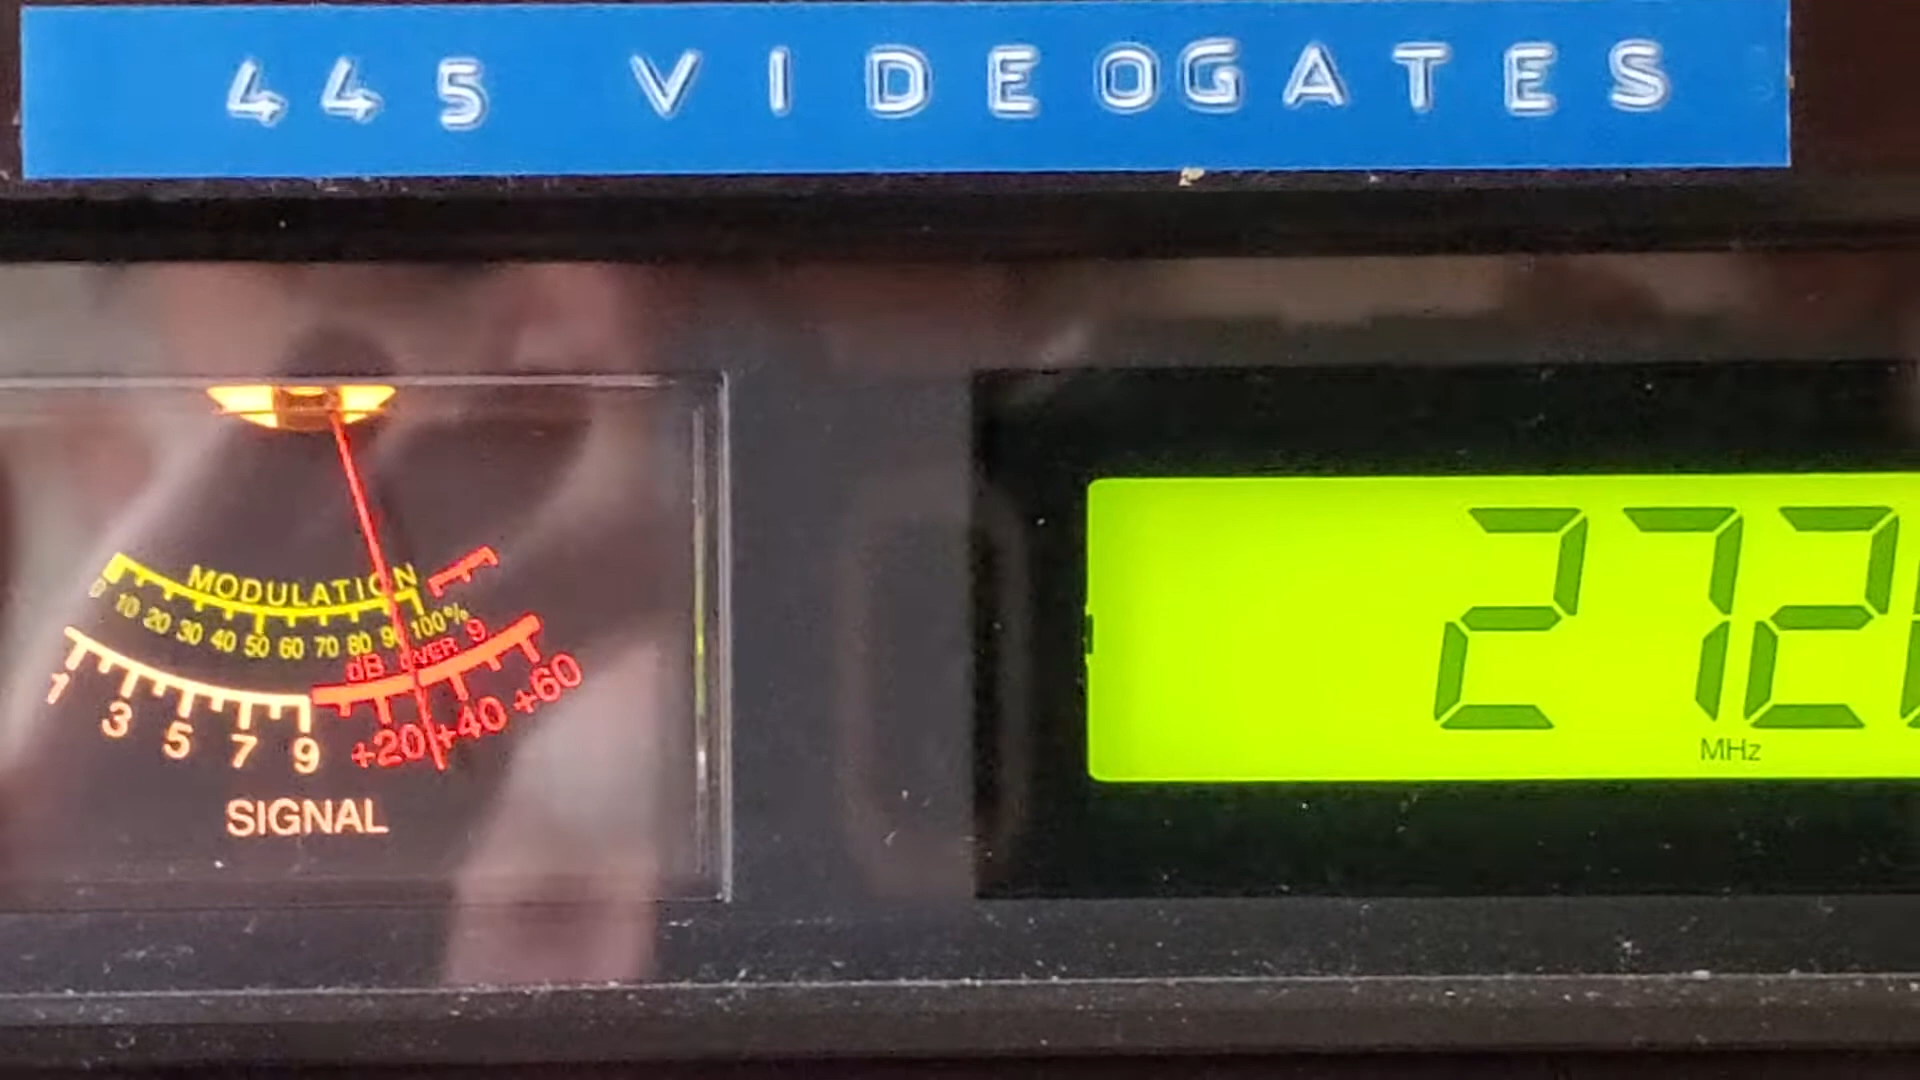 445 VIDEOGATES
MODULATION
0 10 20 30 40 50 60 70 80 100%
dB OVER 9
1 3 5 7 9 +20 +40 +60
SIGNAL
272
MHz